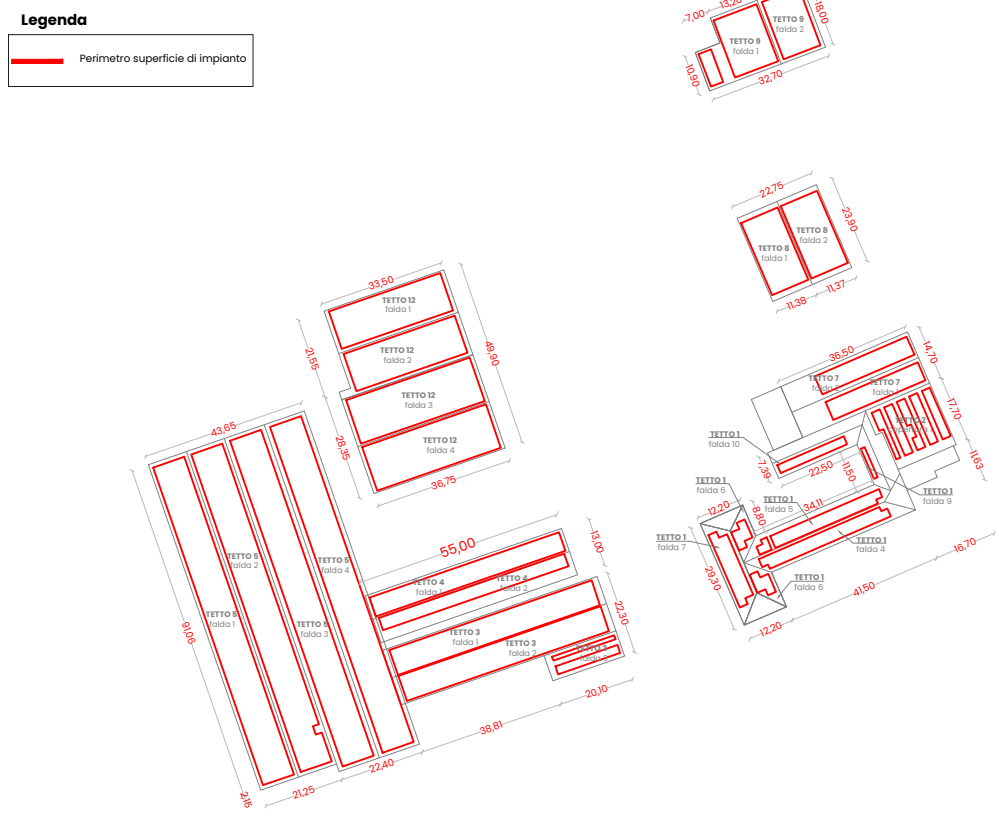 Legenda
Perimetro superficie di impianto
7,00
13,20
18,00
10,90
32,70
TETTO 9
falda 1
TETTO 9
falda 2
22,75
23,90
TETTO 8
falda 1
TETTO 8
falda 2
11,38
11,37
33,50
21,55
49,90
28,35
36,75
TETTO 12
falda 1
TETTO 12
falda 2
TETTO 12
falda 3
TETTO 12
falda 4
36,50
14,70
17,70
11,63
TETTO 7
TETTO 7
7,39
22,50
11,50
TETTO 1
falda 10
TETTO 1
falda 6
TETTO 1
falda 5
TETTO 1
falda 9
TETTO 1
falda 7
TETTO 1
falda 4
TETTO 1
falda 6
12,20
8,80
34,11
29,30
12,20
41,50
16,70
43,65
91,06
2,15
21,25
22,40
38,81
20,10
TETTO 5
falda 1
TETTO 5
falda 2
TETTO 5
falda 3
TETTO 5
falda 4
55,00
13,00
22,30
TETTO 4
falda 1
TETTO 4
falda 2
TETTO 3
falda 1
TETTO 3
falda 2